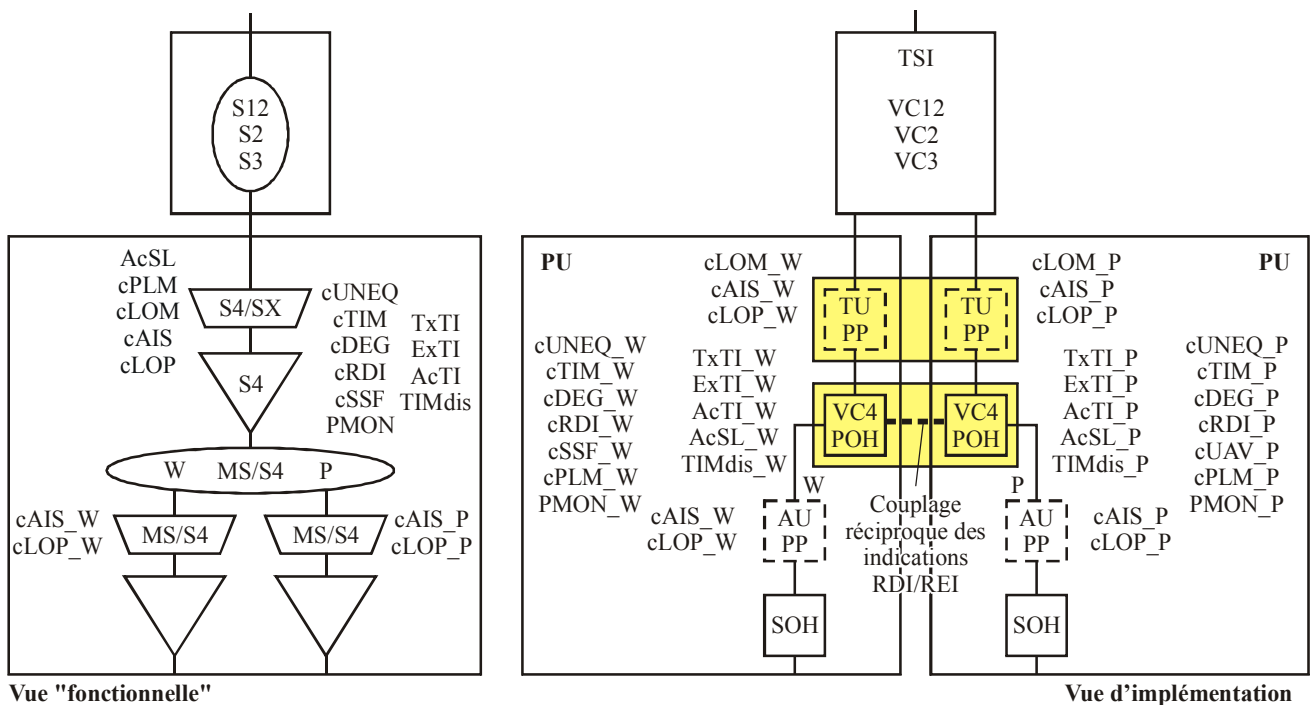 S12
S2
S3
AcSL
cPLM
cLOM
cAIS
cLOP
S4/SX
S4
cUNEQ
cTIM
cDEG
cRDI
cSSF
PMON
TxTI
ExTI
AcTI
TIMdis
W MS/S4 P
cAIS_W
cLOP_W
MS/S4
MS/S4
cAIS_P
cLOP_P
Vue "fonctionnelle"
TSI
VC12
VC2
VC3
PU
cLOM_W
cAIS_W
cLOP_W
TU
PP
TU
PP
cLOM_P
cAIS_P
cLOP_P
PU
cUNEQ_W
cTIM_W
cDEG_W
cRDI_W
cSSF_W
cPLM_W
PMON_W
TxTI_W
ExTI_W
AcTI_W
AcSL_W
TIMdis_W
VC4
POH
VC4
POH
TxTI_P
ExTI_P
AcTI_P
AcSL_P
TIMdis_P
cUNEQ_P
cTIM_P
cDEG_P
cRDI_P
cUAV_P
cPLM_P
PMON_P
W
P
Couplage
réciproque des
indications
RDI/REI
cAIS_W
cLOP_W
AU
PP
AU
PP
cAIS_P
cLOP_P
SOH
SOH
Vue d’implémentation